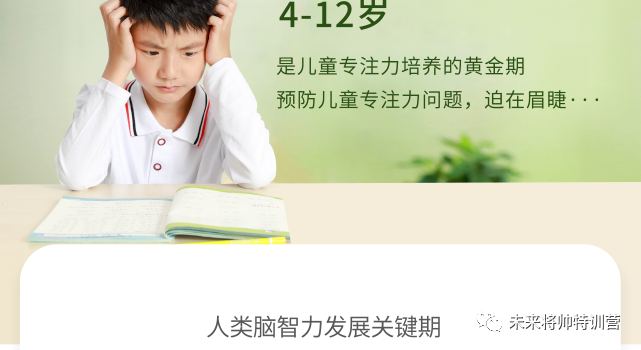 4-12岁
是儿童专注力培养的黄金期
预防儿童专注力问题，迫在眉睫···
人类脑智力发展关键期
未来将帅特训营